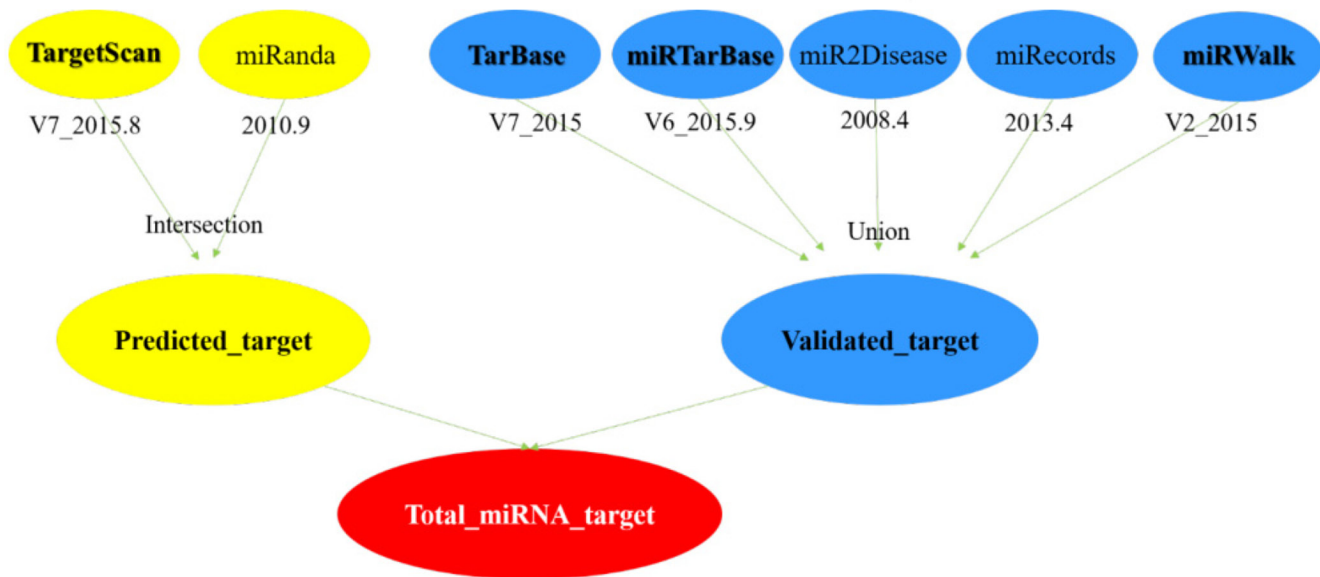 TargetScan
miRanda
TarBase
miRTarBase
miR2Disease
miRecords
miRWalk
V7_2015.8
2010.9
V7_2015
V6_2015.9
2008.4
2013.4
V2_2015
Intersection
Union
Predicted_target
Validated_target
Total_miRNA_target